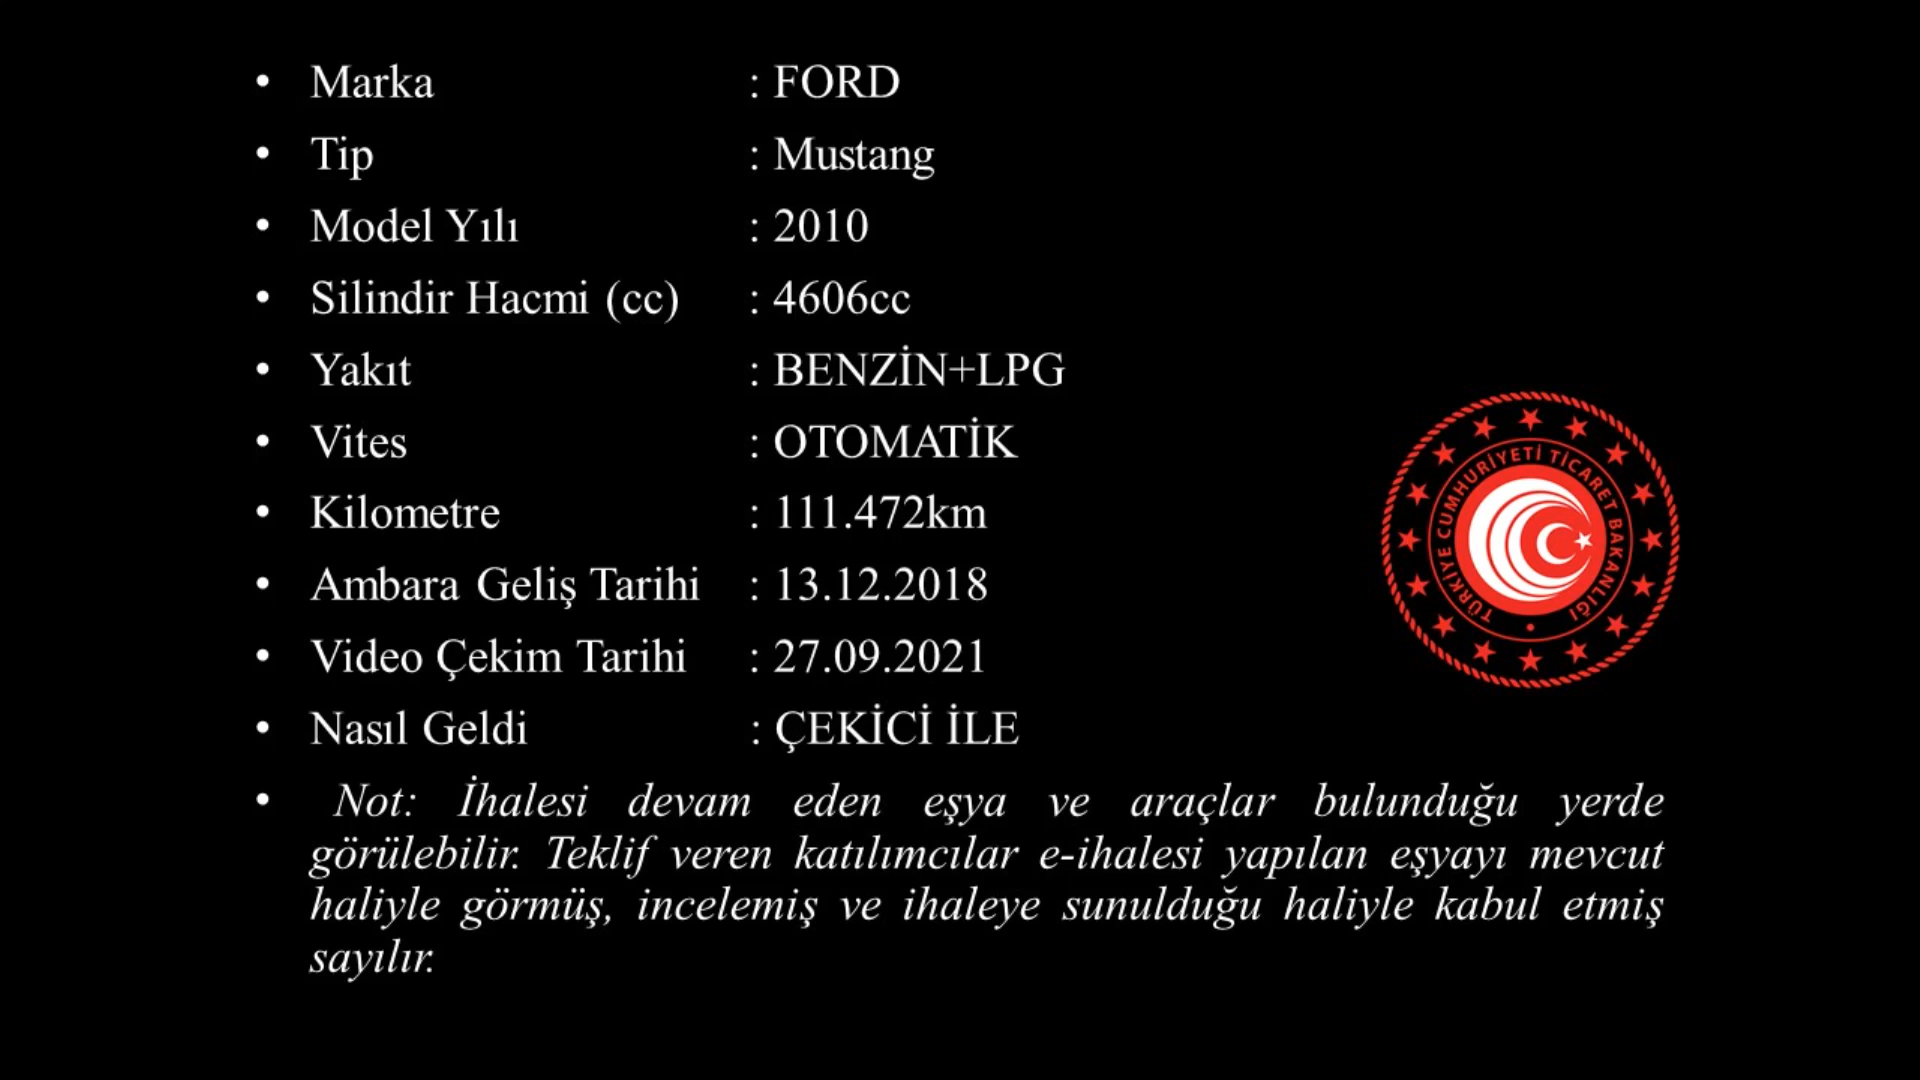 • Marka : FORD
• Tip : Mustang
• Model Yılı : 2010
• Silindir Hacmi (cc) : 4606cc
• Yakıt : BENZİN+LPG
• Vites : OTOMATİK
• Kilometre : 111.472km
• Ambara Geliş Tarihi : 13.12.2018
• Video Çekim Tarihi : 27.09.2021
• Nasıl Geldi : ÇEKİCİ İLE
• Not: İhalesi devam eden eşya ve araçlar bulunduğu yerde
görülebilir. Teklif veren katılımcılar e-ihalesi yapılan eşyayı mevcut
haliyle görmüş, incelemiş ve ihaleye sunulduğu haliyle kabul etmiş
sayılır.
TÜRKİYE CUMHURİYETİ TİCARET BAKANLIĞI